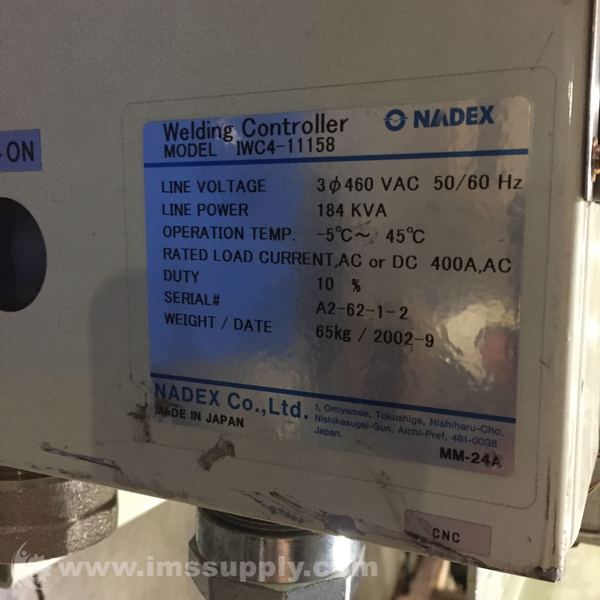 -ON
Welding Controller NADEX
MODEL IWC4-11158
LINE VOLTAGE 3φ460 VAC 50/60 Hz
LINE POWER 184 KVA
OPERATION TEMP. -5℃~ 45℃
RATED LOAD CURRENT,AC or DC 400A,AC
DUTY 10 %
SERIAL# A2-62-1-2
WEIGHT / DATE 65kg / 2002-9
NADEX Co.,Ltd.
MADE IN JAPAN
1, Omiyamae, Tokushige, Nishiharu-Cho,
Nishikasugai-Gun, Aichi-Pref, 481-0038
Japan.
MM-24A
CNC
www.imssupply.com